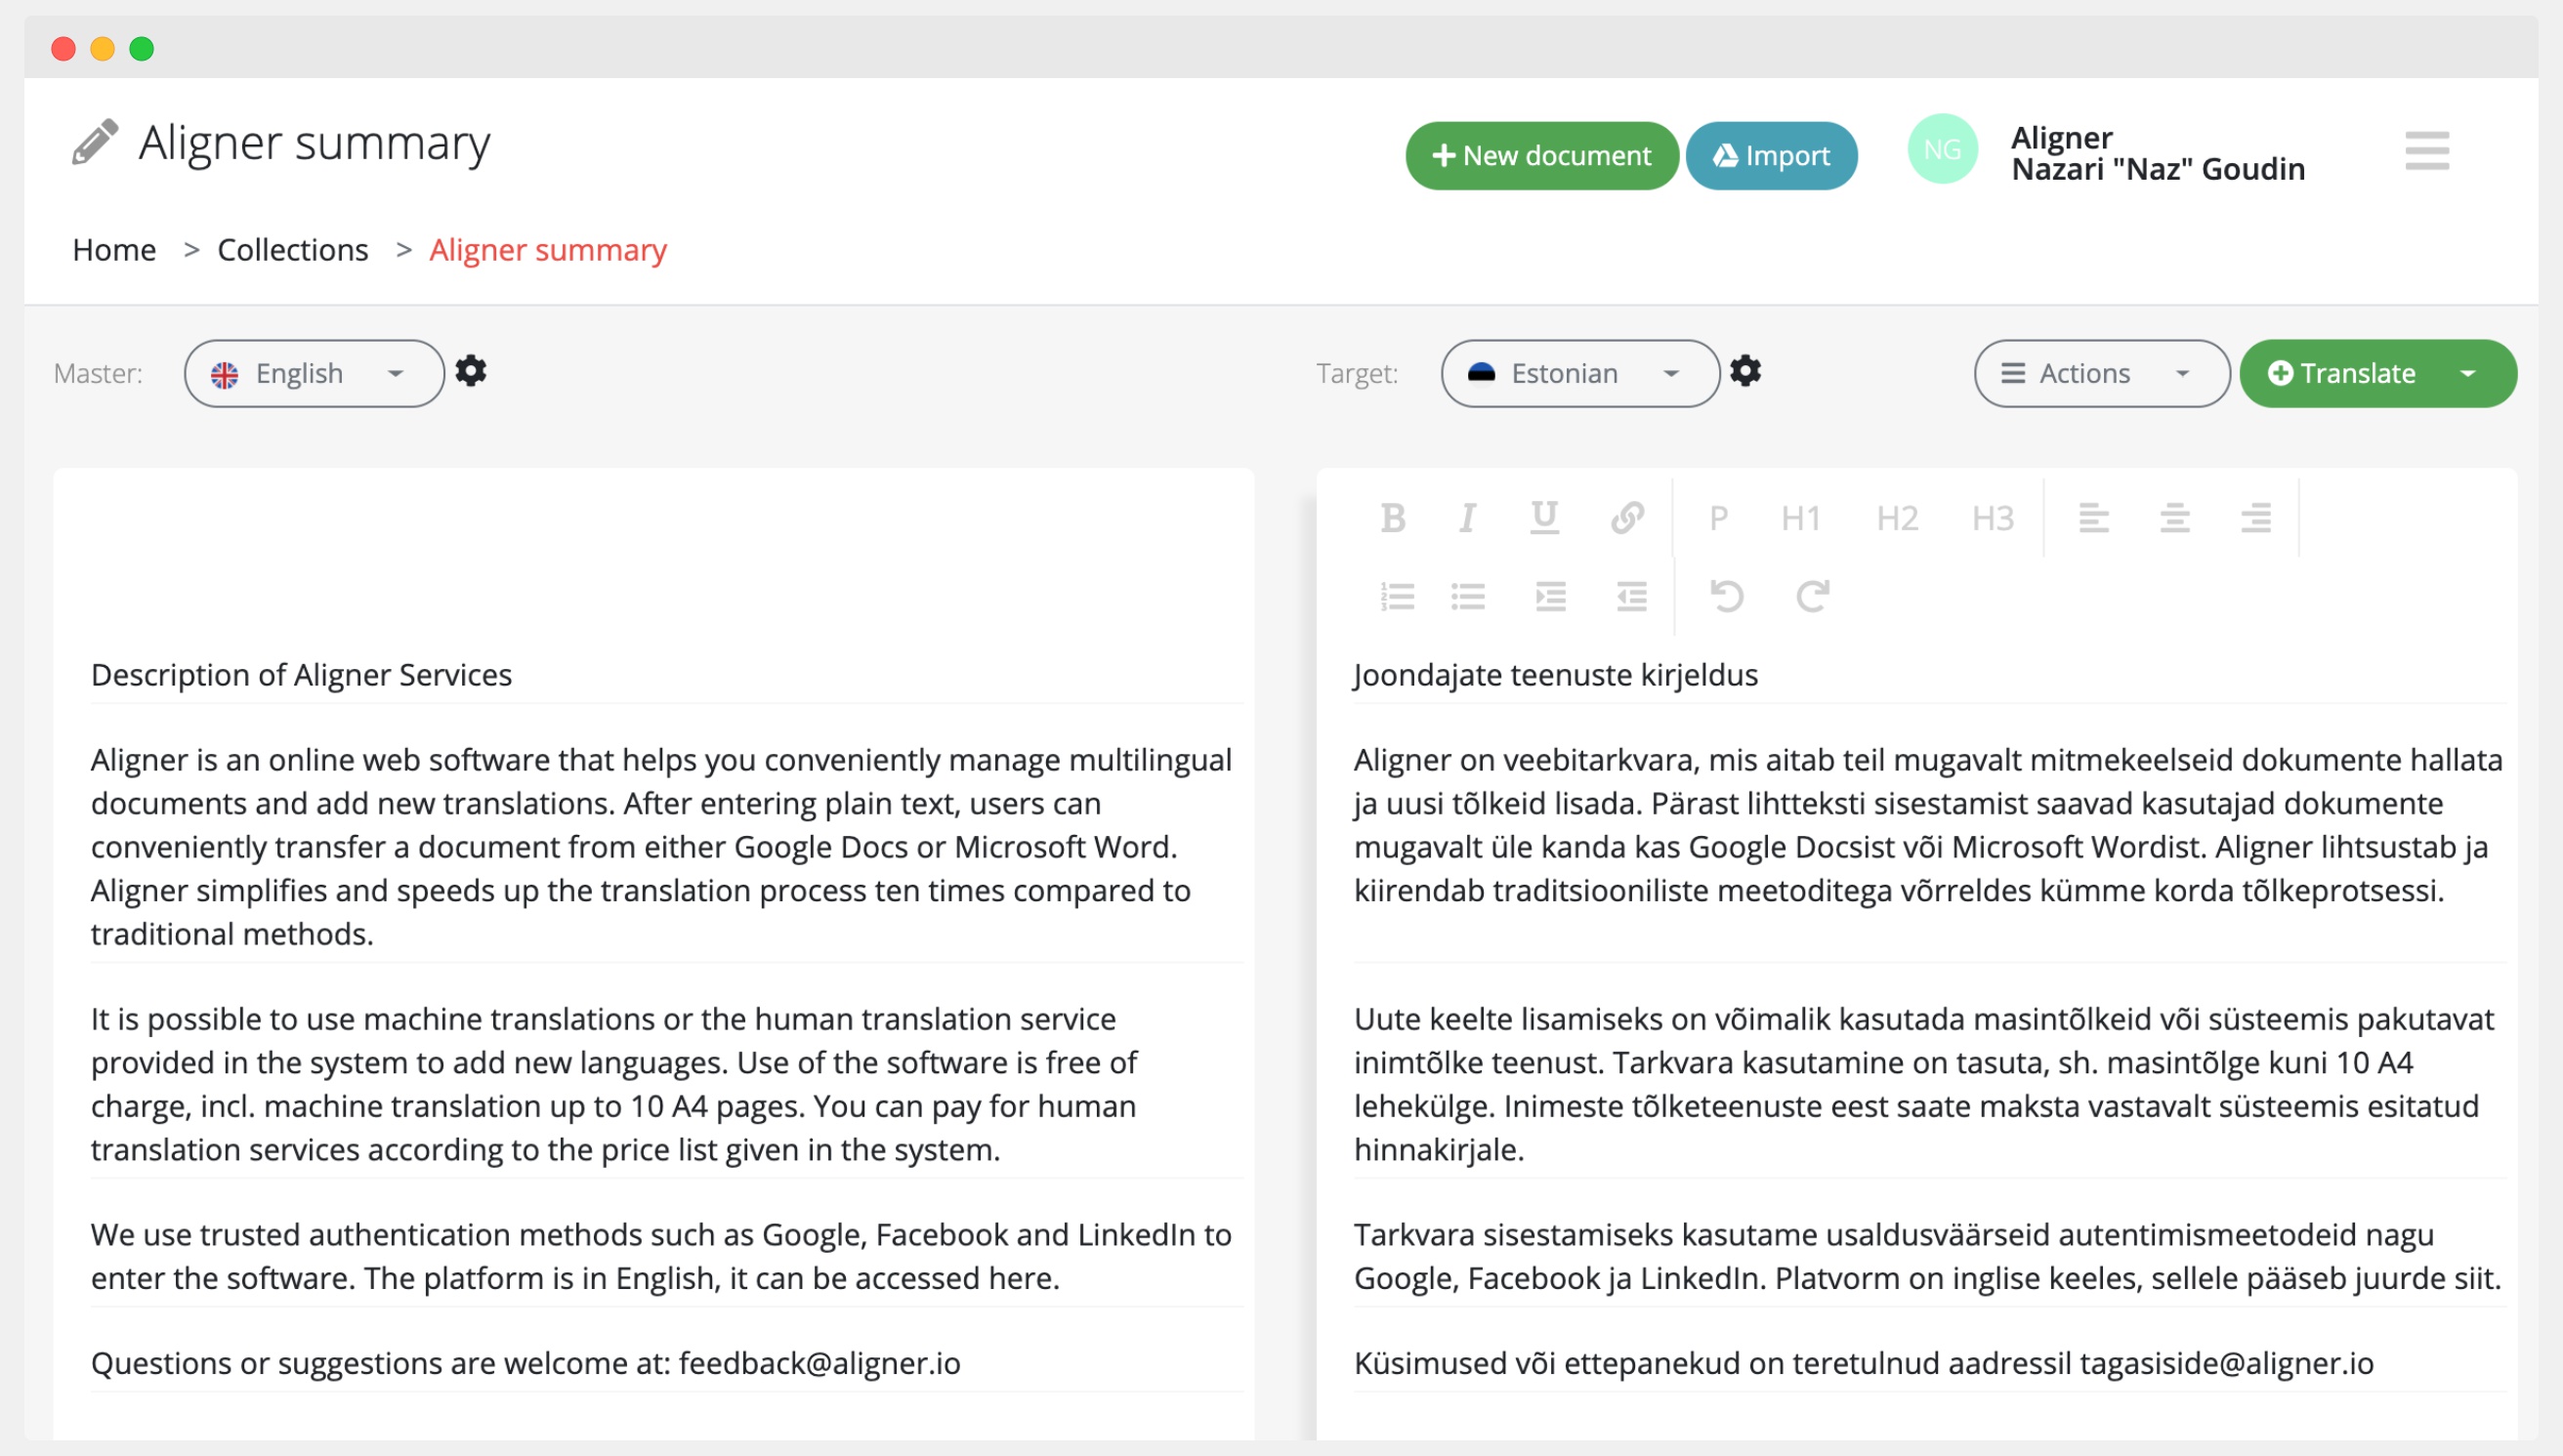 Aligner summary
New document
Import
NG
Aligner
Nazari "Naz" Goudin
Home > Collections > Aligner summary
Master:
English
Target:
Estonian
Actions
Translate
B I U P H1 H2 H3
Description of Aligner Services
Aligner is an online web software that helps you conveniently manage multilingual
documents and add new translations. After entering plain text, users can
conveniently transfer a document from either Google Docs or Microsoft Word.
Aligner simplifies and speeds up the translation process ten times compared to
traditional methods.
It is possible to use machine translations or the human translation service
provided in the system to add new languages. Use of the software is free of
charge, incl. machine translation up to 10 A4 pages. You can pay for human
translation services according to the price list given in the system.
We use trusted authentication methods such as Google, Facebook and LinkedIn to
enter the software. The platform is in English, it can be accessed here.
Questions or suggestions are welcome at: feedback@aligner.io
Joondajate teenuste kirjeldus
Aligner on veebitarkvara, mis aitab teil mugavalt mitmekeelseid dokumente hallata
ja uusi tõlkeid lisada. Pärast lihtteksti sisestamist saavad kasutajad dokumente
mugavalt üle kanda kas Google Docsist või Microsoft Wordist. Aligner lihtsustab ja
kiirendab traditsiooniliste meetoditega võrreldes kümme korda tõlkeprotsessi.
Uute keelte lisamiseks on võimalik kasutada masintõlkeid või süsteemis pakutavat
inimtõlke teenust. Tarkvara kasutamine on tasuta, sh. masintõlge kuni 10 A4
lehekülge. Inimeste tõlketeenuste eest saate maksta vastavalt süsteemis esitatud
hinnakirjale.
Tarkvara sisestamiseks kasutame usaldusväärseid autentimismeetodeid nagu
Google, Facebook ja LinkedIn. Platvorm on inglise keeles, sellele pääseb juurde siit.
Küsimused või ettepanekud on teretulnud aadressil tagasiside@aligner.io